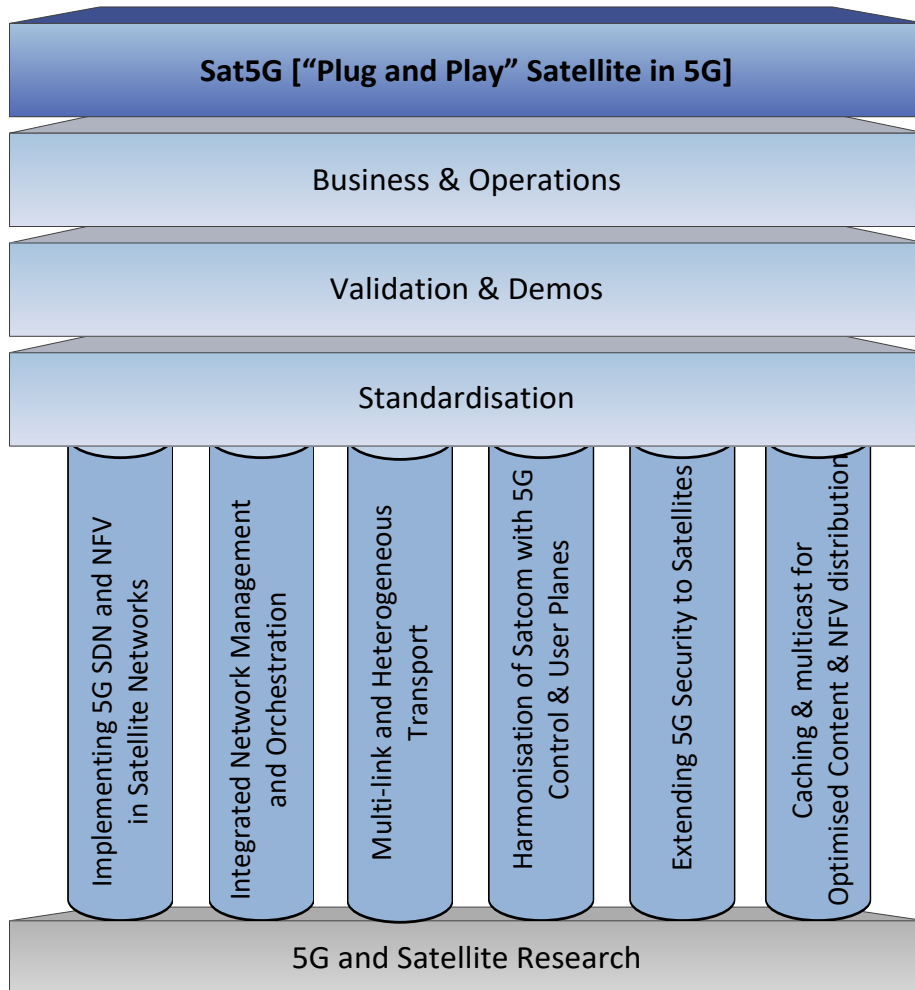 Sat5G [“Plug and Play” Satellite in 5G]
Business & Operations
Validation & Demos
Standardisation
Implementing 5G SDN and NFV
in Satellite Networks
Integrated Network Management
and Orchestration
Multi-link and Heterogeneous
Transport
Harmonisation of Satcom with 5G
Control & User Planes
Extending 5G Security to Satellites
Caching & multicast for
Optimised Content & NFV distribution
5G and Satellite Research